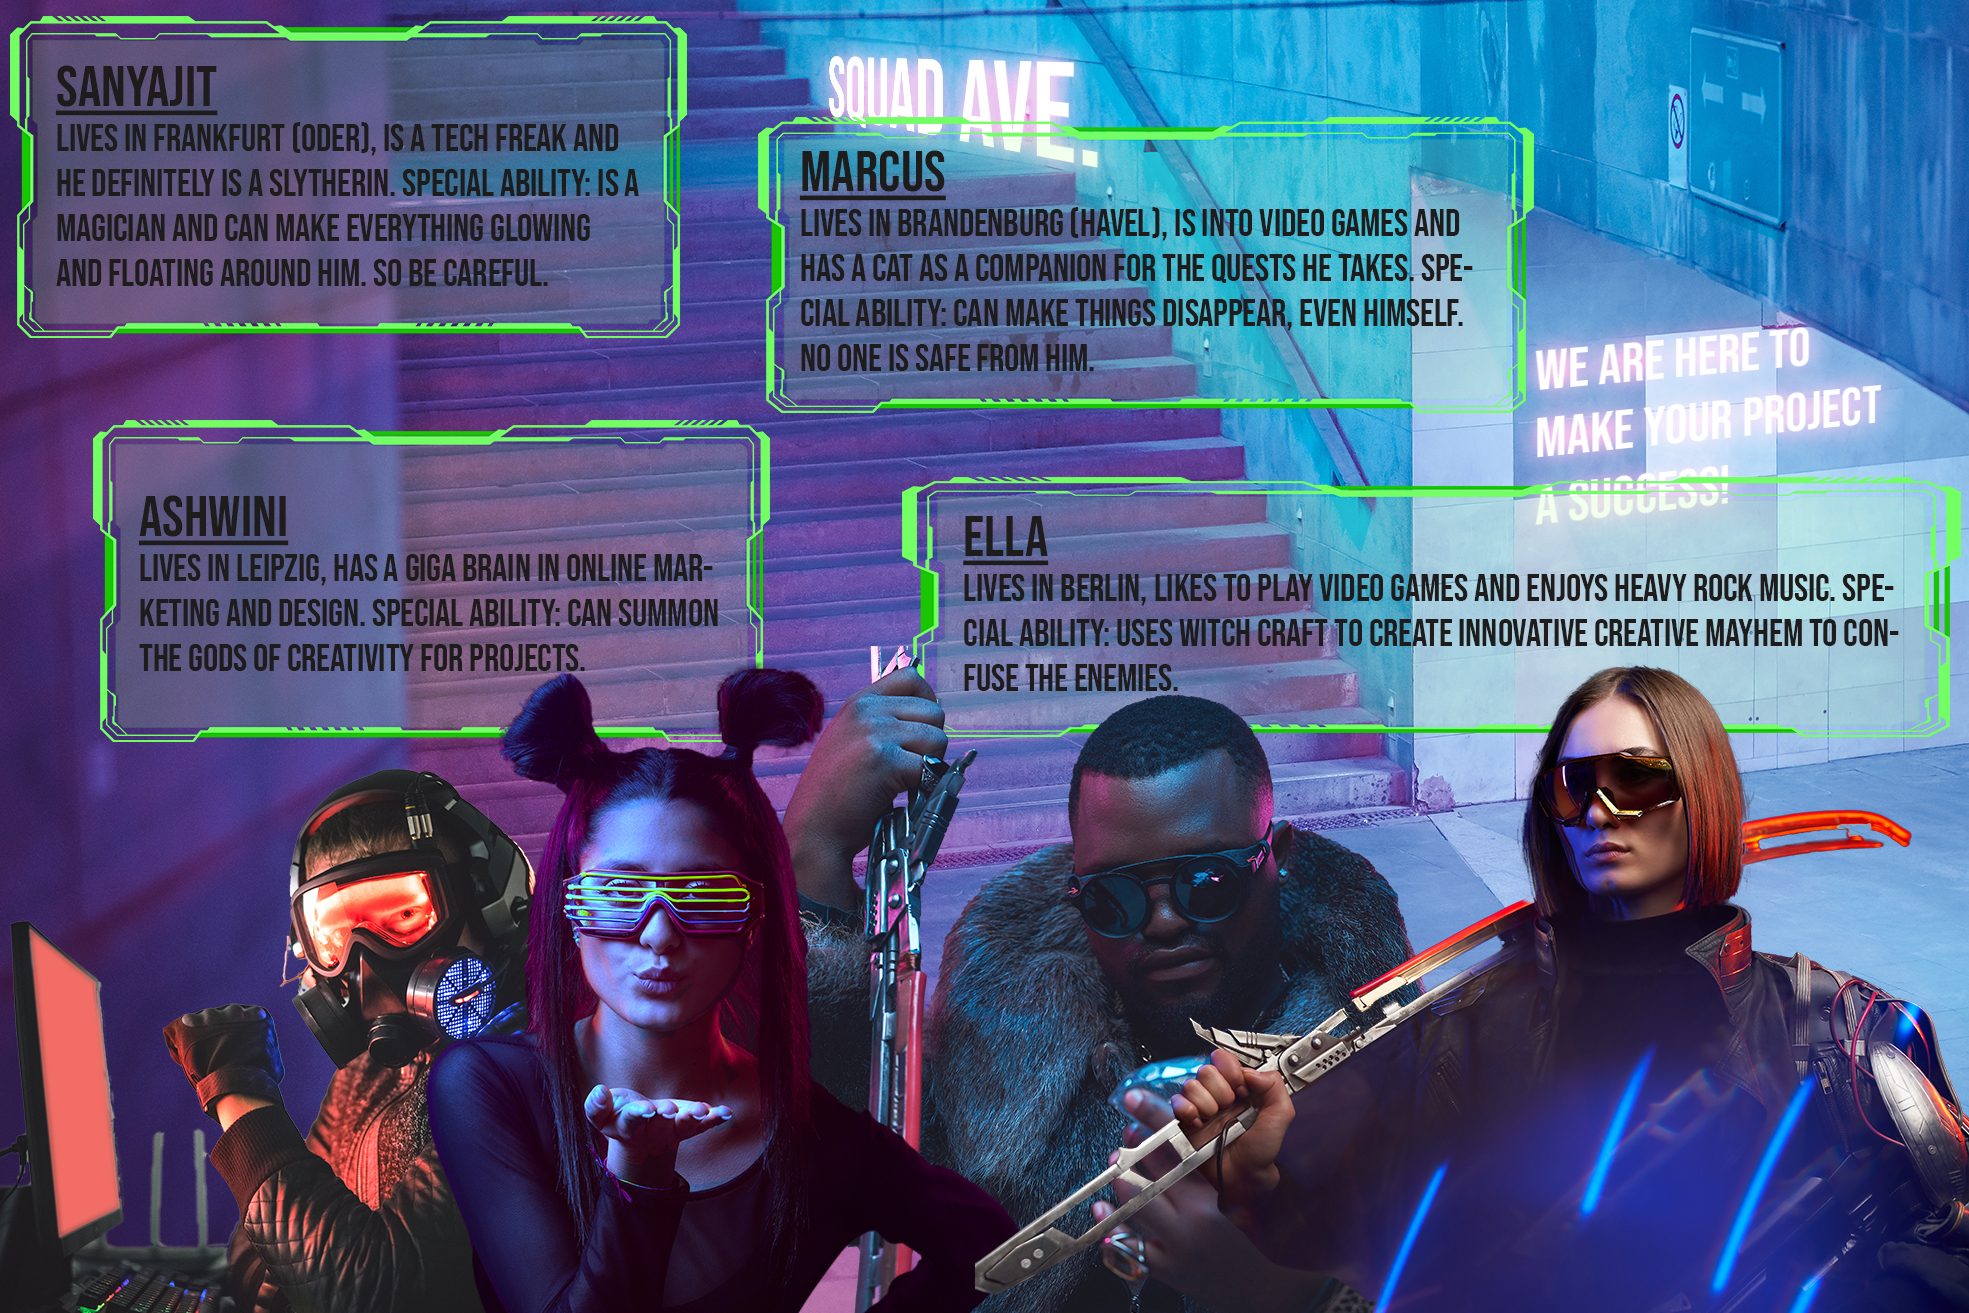 SANYAJIT
LIVES IN FRANKFURT (ODER), IS A TECH FREAK AND
HE DEFINITELY IS A SLYTHERIN. SPECIAL ABILITY: IS A
MAGICIAN AND CAN MAKE EVERYTHING GLOWING
AND FLOATING AROUND HIM. SO BE CAREFUL.
SQUAD AVE.
MARCUS
LIVES IN BRANDENBURG (HAVEL), IS INTO VIDEO GAMES AND
HAS A CAT AS A COMPANION FOR THE QUESTS HE TAKES. SPE-
CIAL ABILITY: CAN MAKE THINGS DISAPPEAR, EVEN HIMSELF.
NO ONE IS SAFE FROM HIM.
WE ARE HERE TO
MAKE YOUR PROJECT
A SUCCESS!
ASHWINI
LIVES IN LEIPZIG, HAS A GIGA BRAIN IN ONLINE MAR-
KETING AND DESIGN. SPECIAL ABILITY: CAN SUMMON
THE GODS OF CREATIVITY FOR PROJECTS.
ELLA
LIVES IN BERLIN, LIKES TO PLAY VIDEO GAMES AND ENJOYS HEAVY ROCK MUSIC. SPE-
CIAL ABILITY: USES WITCH CRAFT TO CREATE INNOVATIVE CREATIVE MAYHEM TO CON-
FUSE THE ENEMIES.